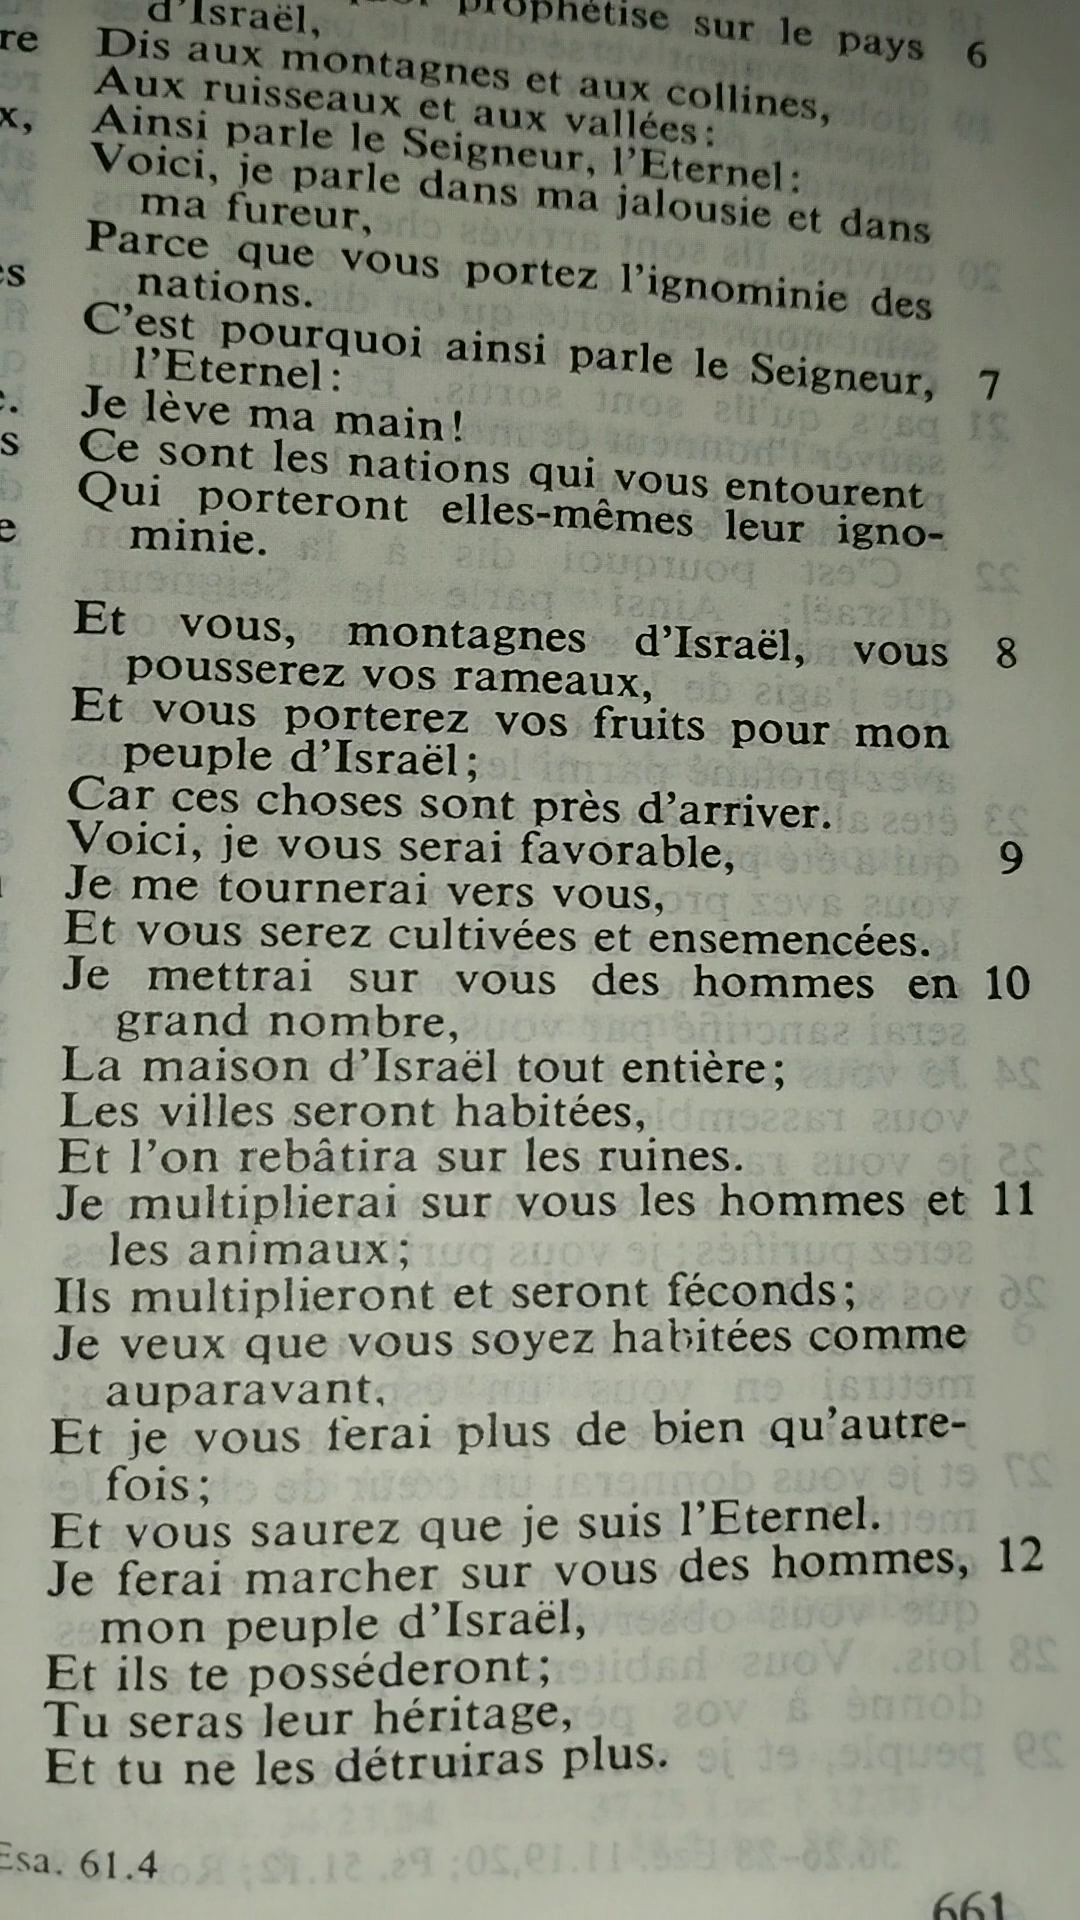 re
x,
es
e.
s
e
prophétise sur le pays 6
d'Israël,
Dis aux montagnes et aux collines,
Aux ruisseaux et aux vallées:
Ainsi parle le Seigneur, l'Eternel:
Voici, je parle dans ma jalousie et dans
ma fureur,
Parce que vous portez l'ignominie des
nations.
C'est pourquoi ainsi parle le Seigneur, 7
l'Eternel:
Je lève ma main!
Ce sont les nations qui vous entourent
Qui porteront elles-mêmes leur igno-
minie.
Et vous, montagnes d'Israël, vous 8
pousserez vos rameaux,
Et vous porterez vos fruits pour mon
peuple d'Israël;
Car ces choses sont près d'arriver.
Voici, je vous serai favorable, 9
Je me tournerai vers vous,
Et vous serez cultivées et ensemencées.
Je mettrai sur vous des hommes en 10
grand nombre,
La maison d'Israël tout entière;
Les villes seront habitées,
Et l'on rebâtira sur les ruines.
Je multiplierai sur vous les hommes et 11
les animaux;
Ils multiplieront et seront féconds;
Je veux que vous soyez habitées comme
auparavant,
Et je vous ferai plus de bien qu'autre-
fois;
Et vous saurez que je suis l'Eternel.
Je ferai marcher sur vous des hommes, 12
mon peuple d'Israël,
Et ils te posséderont;
Tu seras leur héritage,
Et tu ne les détruiras plus.
Esa. 61.4
661